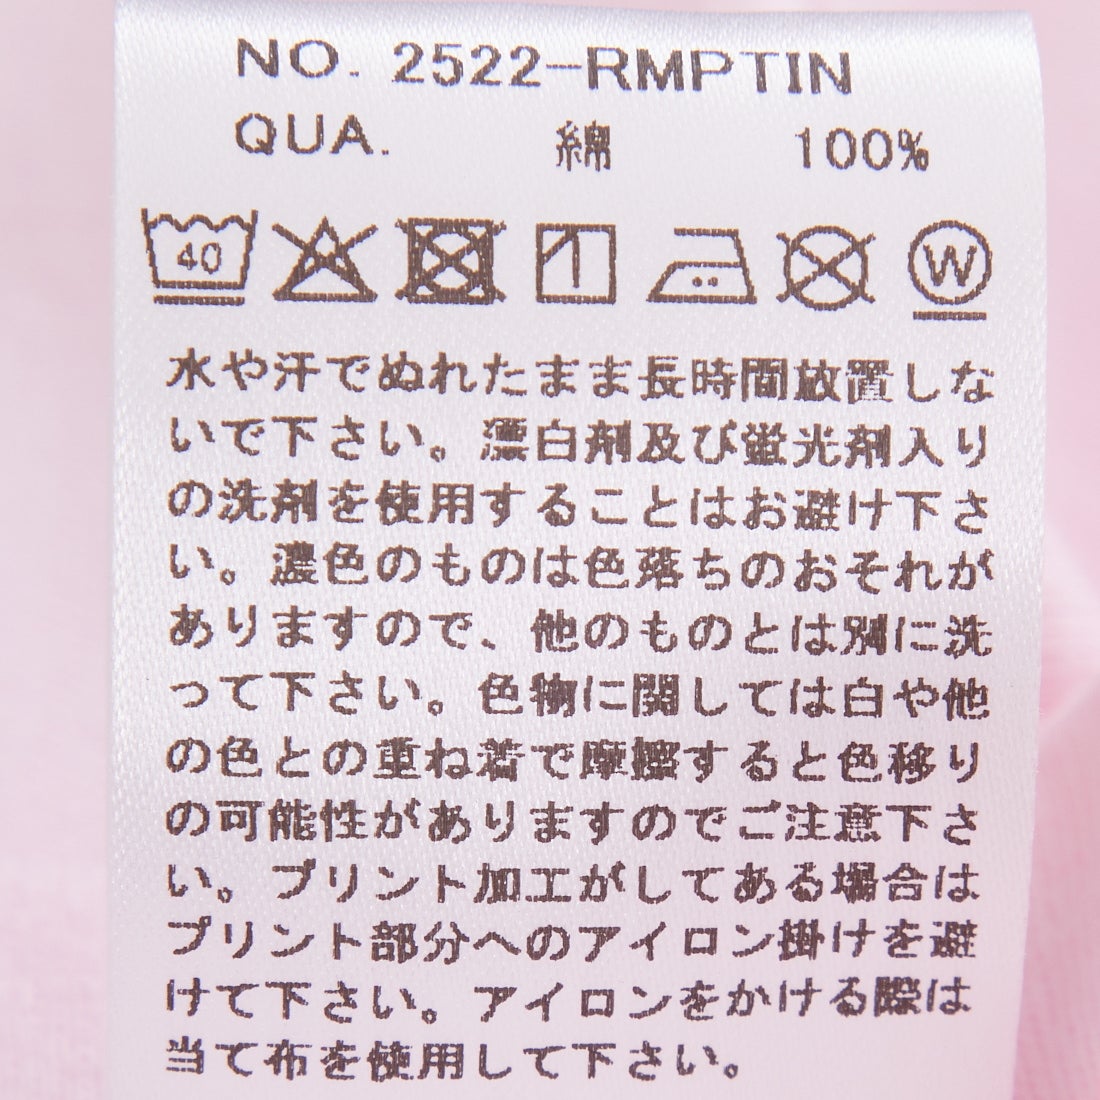 NO. 2522-RMPTIN
QUA. 綿 100%
40 W
水や汗でぬれたまま長時間放置しな
いで下さい。漂白剤及び蛍光剤入り
の洗剤を使用することはお避け下さ
い。濃色のものは色落ちのおそれが
ありますので、他のものとは別に洗
って下さい。色物に関しては白や他
の色との重ね着で摩擦すると色移り
の可能性がありますのでご注意下さ
い。プリント加工がしてある場合は
プリント部分へのアイロン掛けを避
けて下さい。アイロンをかける際は
当て布を使用して下さい。